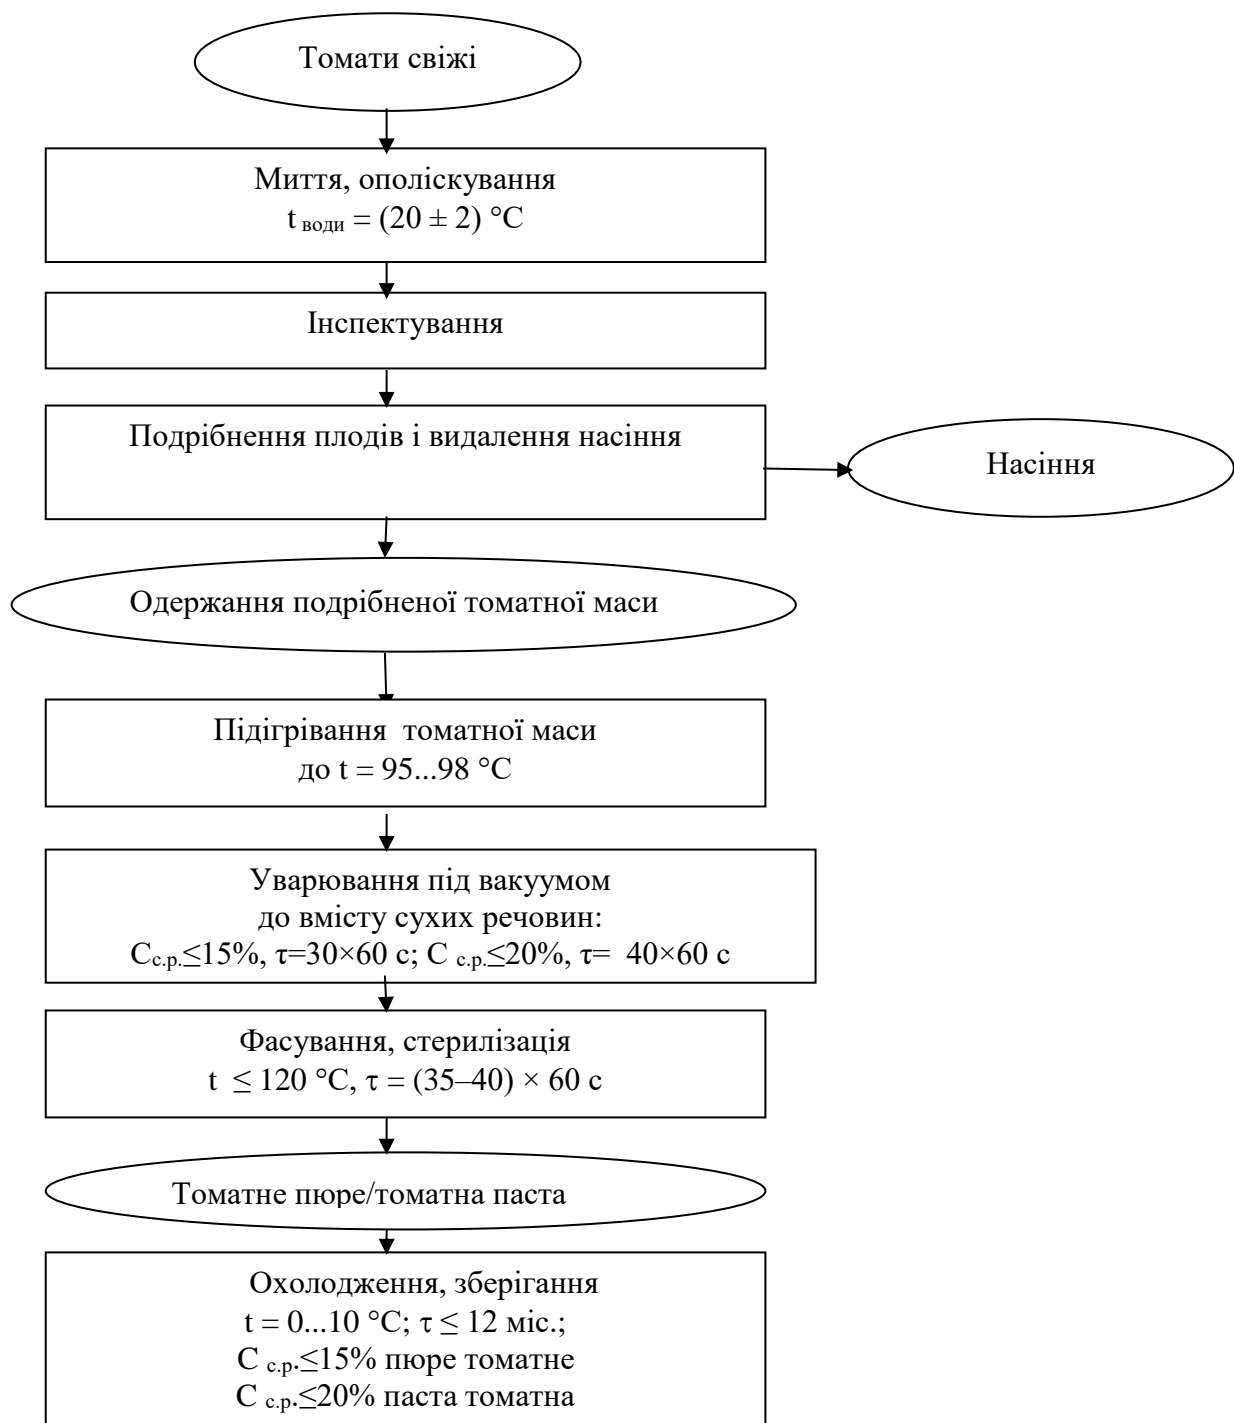 Томати свіжі
Миття, ополіскування
t води = (20 ± 2) °С
Інспектування
Подрібнення плодів і видалення насіння
Насіння
Одержання подрібненої томатної маси
Підігрівання томатної маси
до t = 95...98 °С
Уварювання під вакуумом
до вмісту сухих речовин:
Сс.р.≤15%, τ=30×60 с; С с.р.≤20%, τ= 40×60 с
Фасування, стерилізація
t ≤ 120 °С, τ = (35–40) × 60 с
Томатне пюре/томатна паста
Охолодження, зберігання
t = 0...10 °С; τ ≤ 12 міс.;
С с.р.≤15% пюре томатне
С с.р.≤20% паста томатна